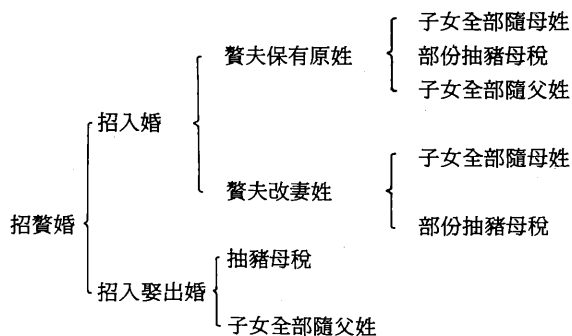 子女全部隨母姓
贅夫保有原姓
部份抽豬母稅
子女全部隨父姓
招入婚
子女全部隨母姓
贅夫改妻姓
招贅婚
部份抽豬母稅
抽豬母稅
招入娶出婚
子女全部隨父姓